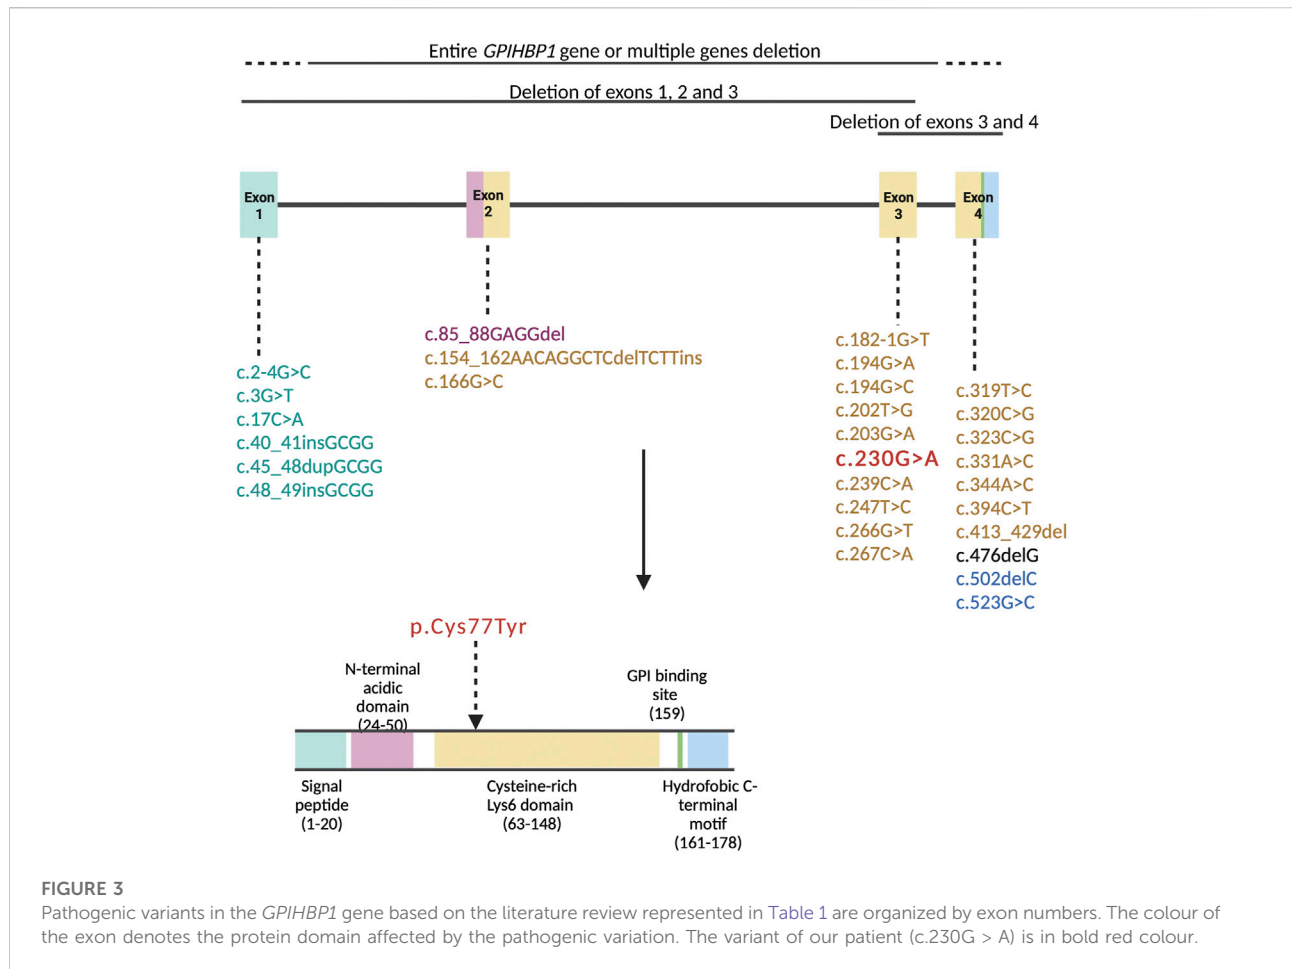 Entire GPIHBP1 gene or multiple genes deletion
Deletion of exons 1, 2 and 3
Deletion of exons 3 and 4
Exon
1
Exon
2
Exon
3
Exon
4
c.2-4G>C
c.3G>T
c.17C>A
c.40_41insGCGG
c.45_48dupGCGG
c.48_49insGCGG
c.85_88GAGGdel
c.154_162AACAGGCTCdelTCTTins
c.166G>C
c.182-1G>T
c.194G>A
c.194G>C
c.202T>G
c.203G>A
c.230G>A
c.239C>A
c.247T>C
c.266G>T
c.267C>A
c.319T>C
c.320C>G
c.323C>G
c.331A>C
c.344A>C
c.394C>T
c.413_429del
c.476delG
c.502delC
c.523G>C
p.Cys77Tyr
N-terminal
acidic
domain
(24-50)
GPI binding
site
(159)
Signal
peptide
(1-20)
Cysteine-rich
Lys6 domain
(63-148)
Hydrofobic C-
terminal
motif
(161-178)
FIGURE 3
Pathogenic variants in the GPIHBP1 gene based on the literature review represented in Table 1 are organized by exon numbers. The colour of
the exon denotes the protein domain affected by the pathogenic variation. The variant of our patient (c.230G > A) is in bold red colour.